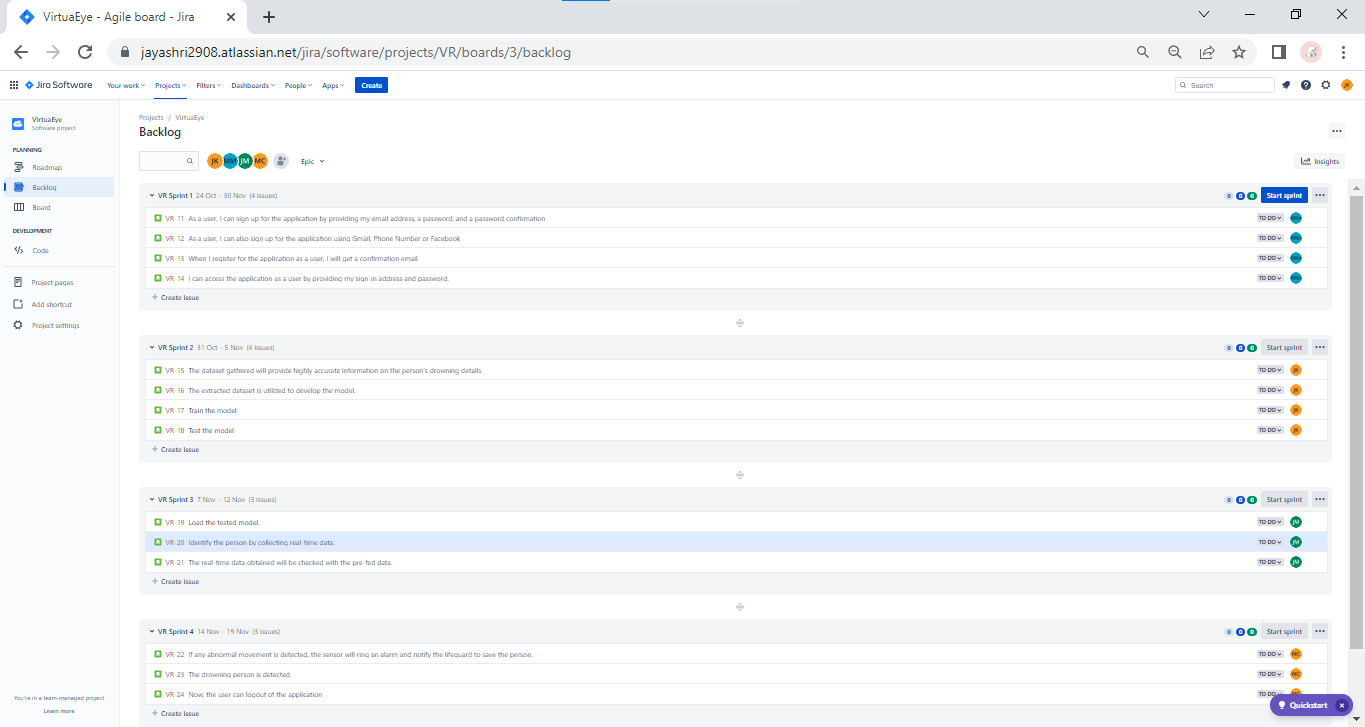 VirtuaEye - Agile board - Jira
jayashri2908.atlassian.net/jira/software/projects/VR/boards/3/backlog
Jira Software Your work Projects Filters Dashboards People Apps Create Search JK
VirtuaEye
Software project
PLANNING
Roadmap
Backlog
Board
DEVELOPMENT
Code
Project pages
Add shortcut
Project settings
You're in a team-managed project
Learn more
Projects / VirtuaEye
Backlog
JK MM JM MC Epic
Insights
VR Sprint 1 24 Oct – 30 Nov (4 issues) 0 0 0 Start sprint
VR-11 As a user, I can sign up for the application by providing my email address, a password, and a password confirmation TO DO MM
VR-12 As a user, I can also sign up for the application using Gmail, Phone Number or Facebook TO DO MM
VR-13 When I register for the application as a user, I will get a confirmation email TO DO MM
VR-14 I can access the application as a user by providing my sign-in address and password. TO DO MM
+ Create issue
VR Sprint 2 31 Oct – 5 Nov (4 issues) 0 0 0 Start sprint
VR-15 The dataset gathered will provide highly accurate information on the person's drowning details TO DO JK
VR-16 The extracted dataset is utilized to develop the model. TO DO JK
VR-17 Train the model TO DO JK
VR-18 Test the model TO DO JK
+ Create issue
VR Sprint 3 7 Nov – 12 Nov (3 issues) 0 0 0 Start sprint
VR-19 Load the tested model. TO DO JM
VR-20 Identify the person by collecting real-time data. TO DO JM
VR-21 The real-time data obtained will be checked with the pre-fed data. TO DO JM
+ Create issue
VR Sprint 4 14 Nov – 19 Nov (3 issues) 0 0 0 Start sprint
VR-22 If any abnormal movement is detected, the sensor will ring an alarm and notify the lifeguard to save the person. TO DO MC
VR-23 The drowning person is detected TO DO MC
VR-24 Now, the user can logout of the application TO DO MC
+ Create issue
Quickstart